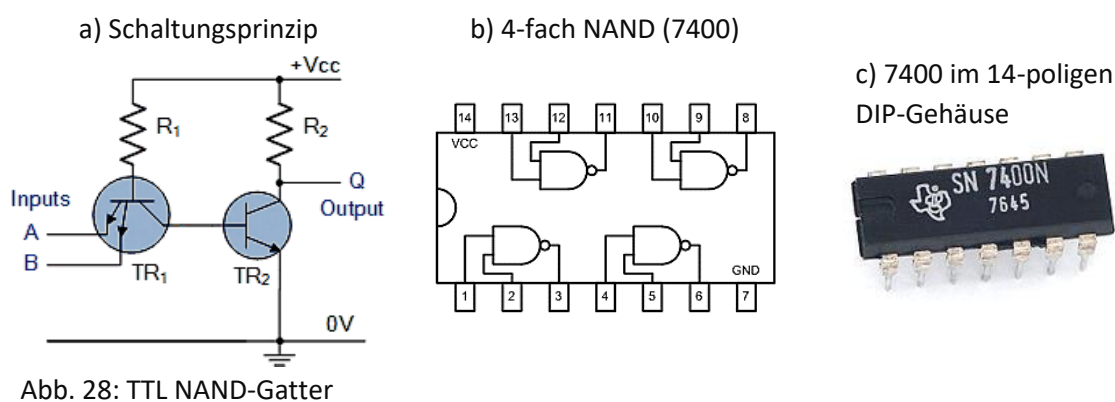 a) Schaltungsprinzip
+Vcc
R1
R2
Q
Inputs
Output
A
B
TR1
TR2
0V
b) 4-fach NAND (7400)
14 13 12 11 10 9 8
VCC
GND
1 2 3 4 5 6 7
c) 7400 im 14-poligen
DIP-Gehäuse
SN 7400N
7645
Abb. 28: TTL NAND-Gatter